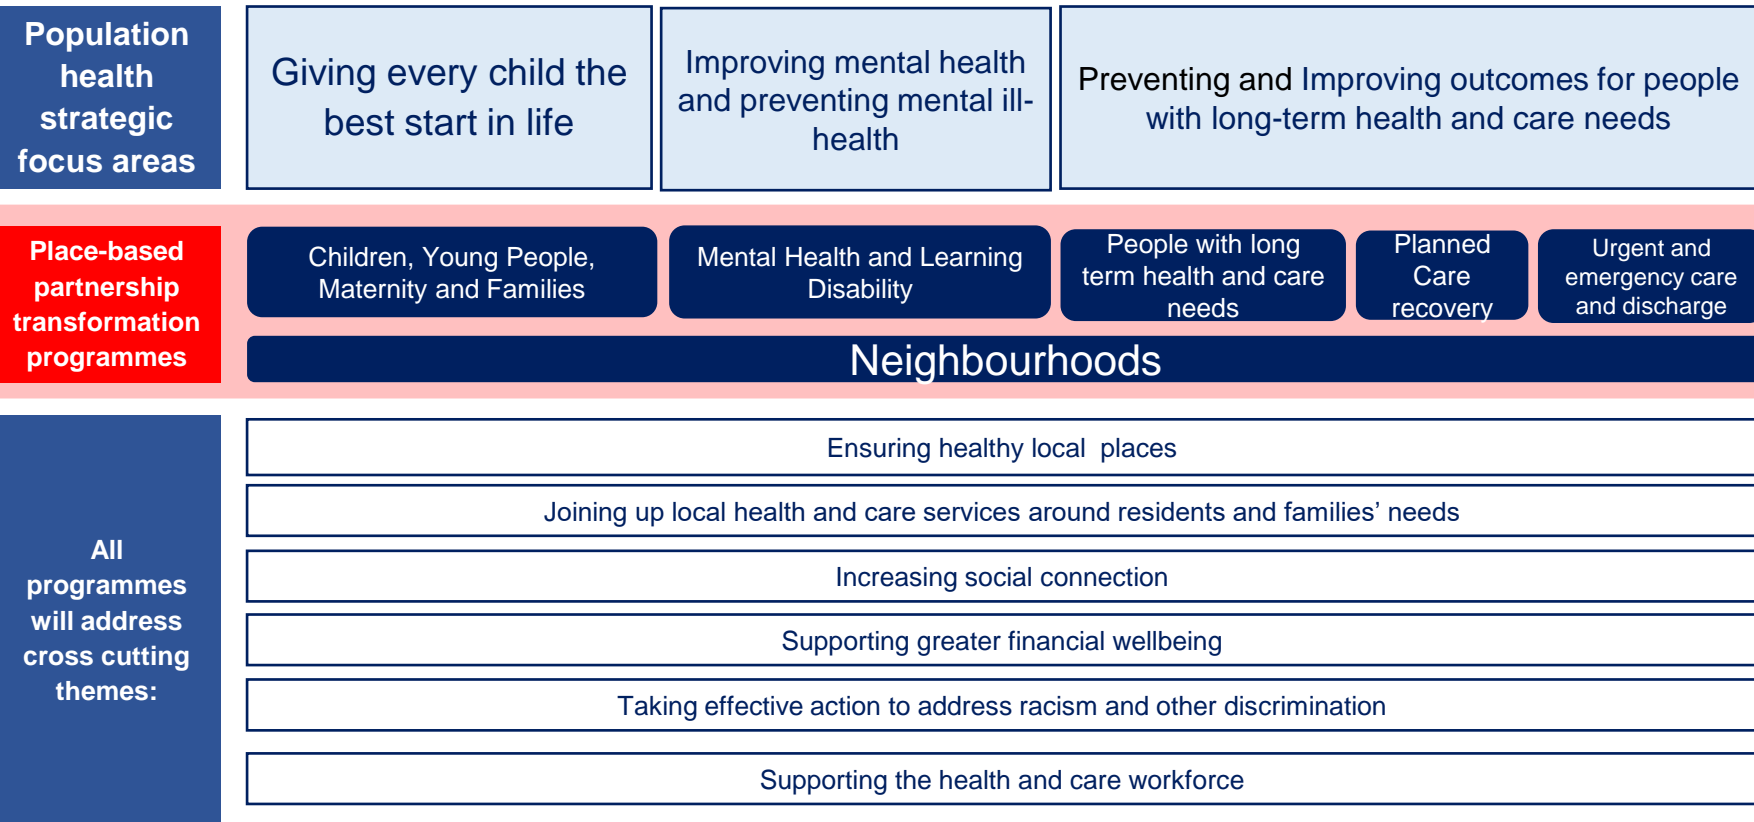 Population
health
strategic
focus areas
Giving every child the
best start in life
Improving mental health
and preventing mental ill-
health
Preventing and Improving outcomes for people
with long-term health and care needs
Place-based
partnership
transformation
programmes
Children, Young People,
Maternity and Families
Mental Health and Learning
Disability
People with long
term health and care
needs
Planned
Care
recovery
Urgent and
emergency care
and discharge
Neighbourhoods
All
programmes
will address
cross cutting
themes:
Ensuring healthy local  places
Joining up local health and care services around residents and families’ needs
Increasing social connection
Supporting greater financial wellbeing
Taking effective action to address racism and other discrimination
Supporting the health and care workforce